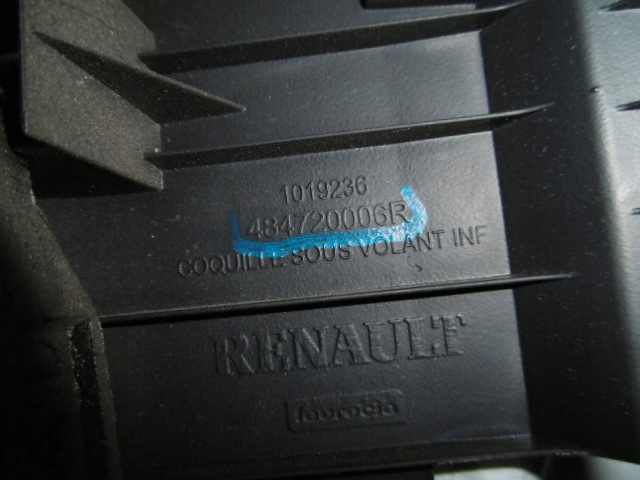 1019236
484720006R
COQUILLE SOUS VOLANT INF
RENAULT
faurecia